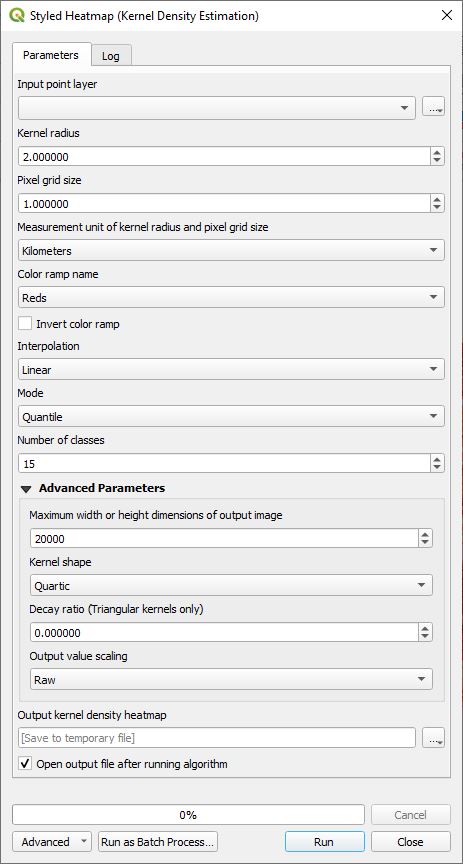 Styled Heatmap (Kernel Density Estimation)
Parameters
Log
Input point layer
...
Kernel radius
2.000000
Pixel grid size
1.000000
Measurement unit of kernel radius and pixel grid size
Kilometers
Color ramp name
Reds
Invert color ramp
Interpolation
Linear
Mode
Quantile
Number of classes
15
Advanced Parameters
Maximum width or height dimensions of output image
20000
Kernel shape
Quartic
Decay ratio (Triangular kernels only)
0.000000
Output value scaling
Raw
Output kernel density heatmap
[Save to temporary file]
...
Open output file after running algorithm
0%
Cancel
Advanced
Run as Batch Process...
Run
Close